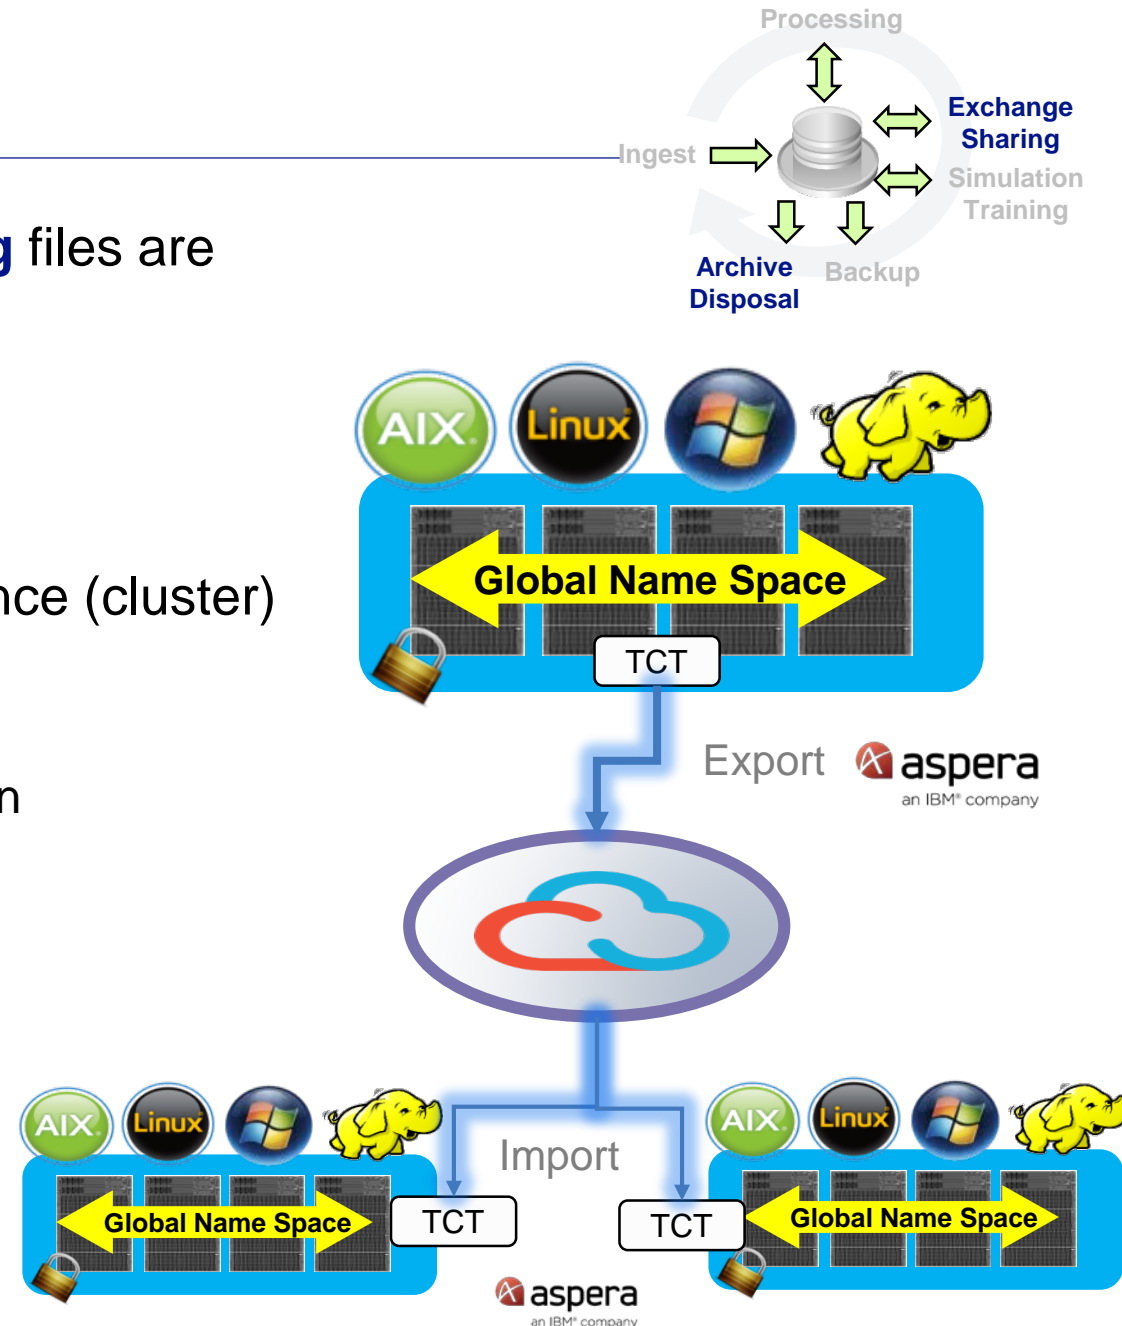 Processing
Exchange
Sharing
Ingest
Simulation
Training
files are
Archive
Disposal
Backup
AIX
Linux
Global Name Space
(cluster)
TCT
Export
aspera
an IBM® company
AIX
Linux
AIX
Linux
Import
Global Name Space
TCT
TCT
Global Name Space
aspera
an IBM® company